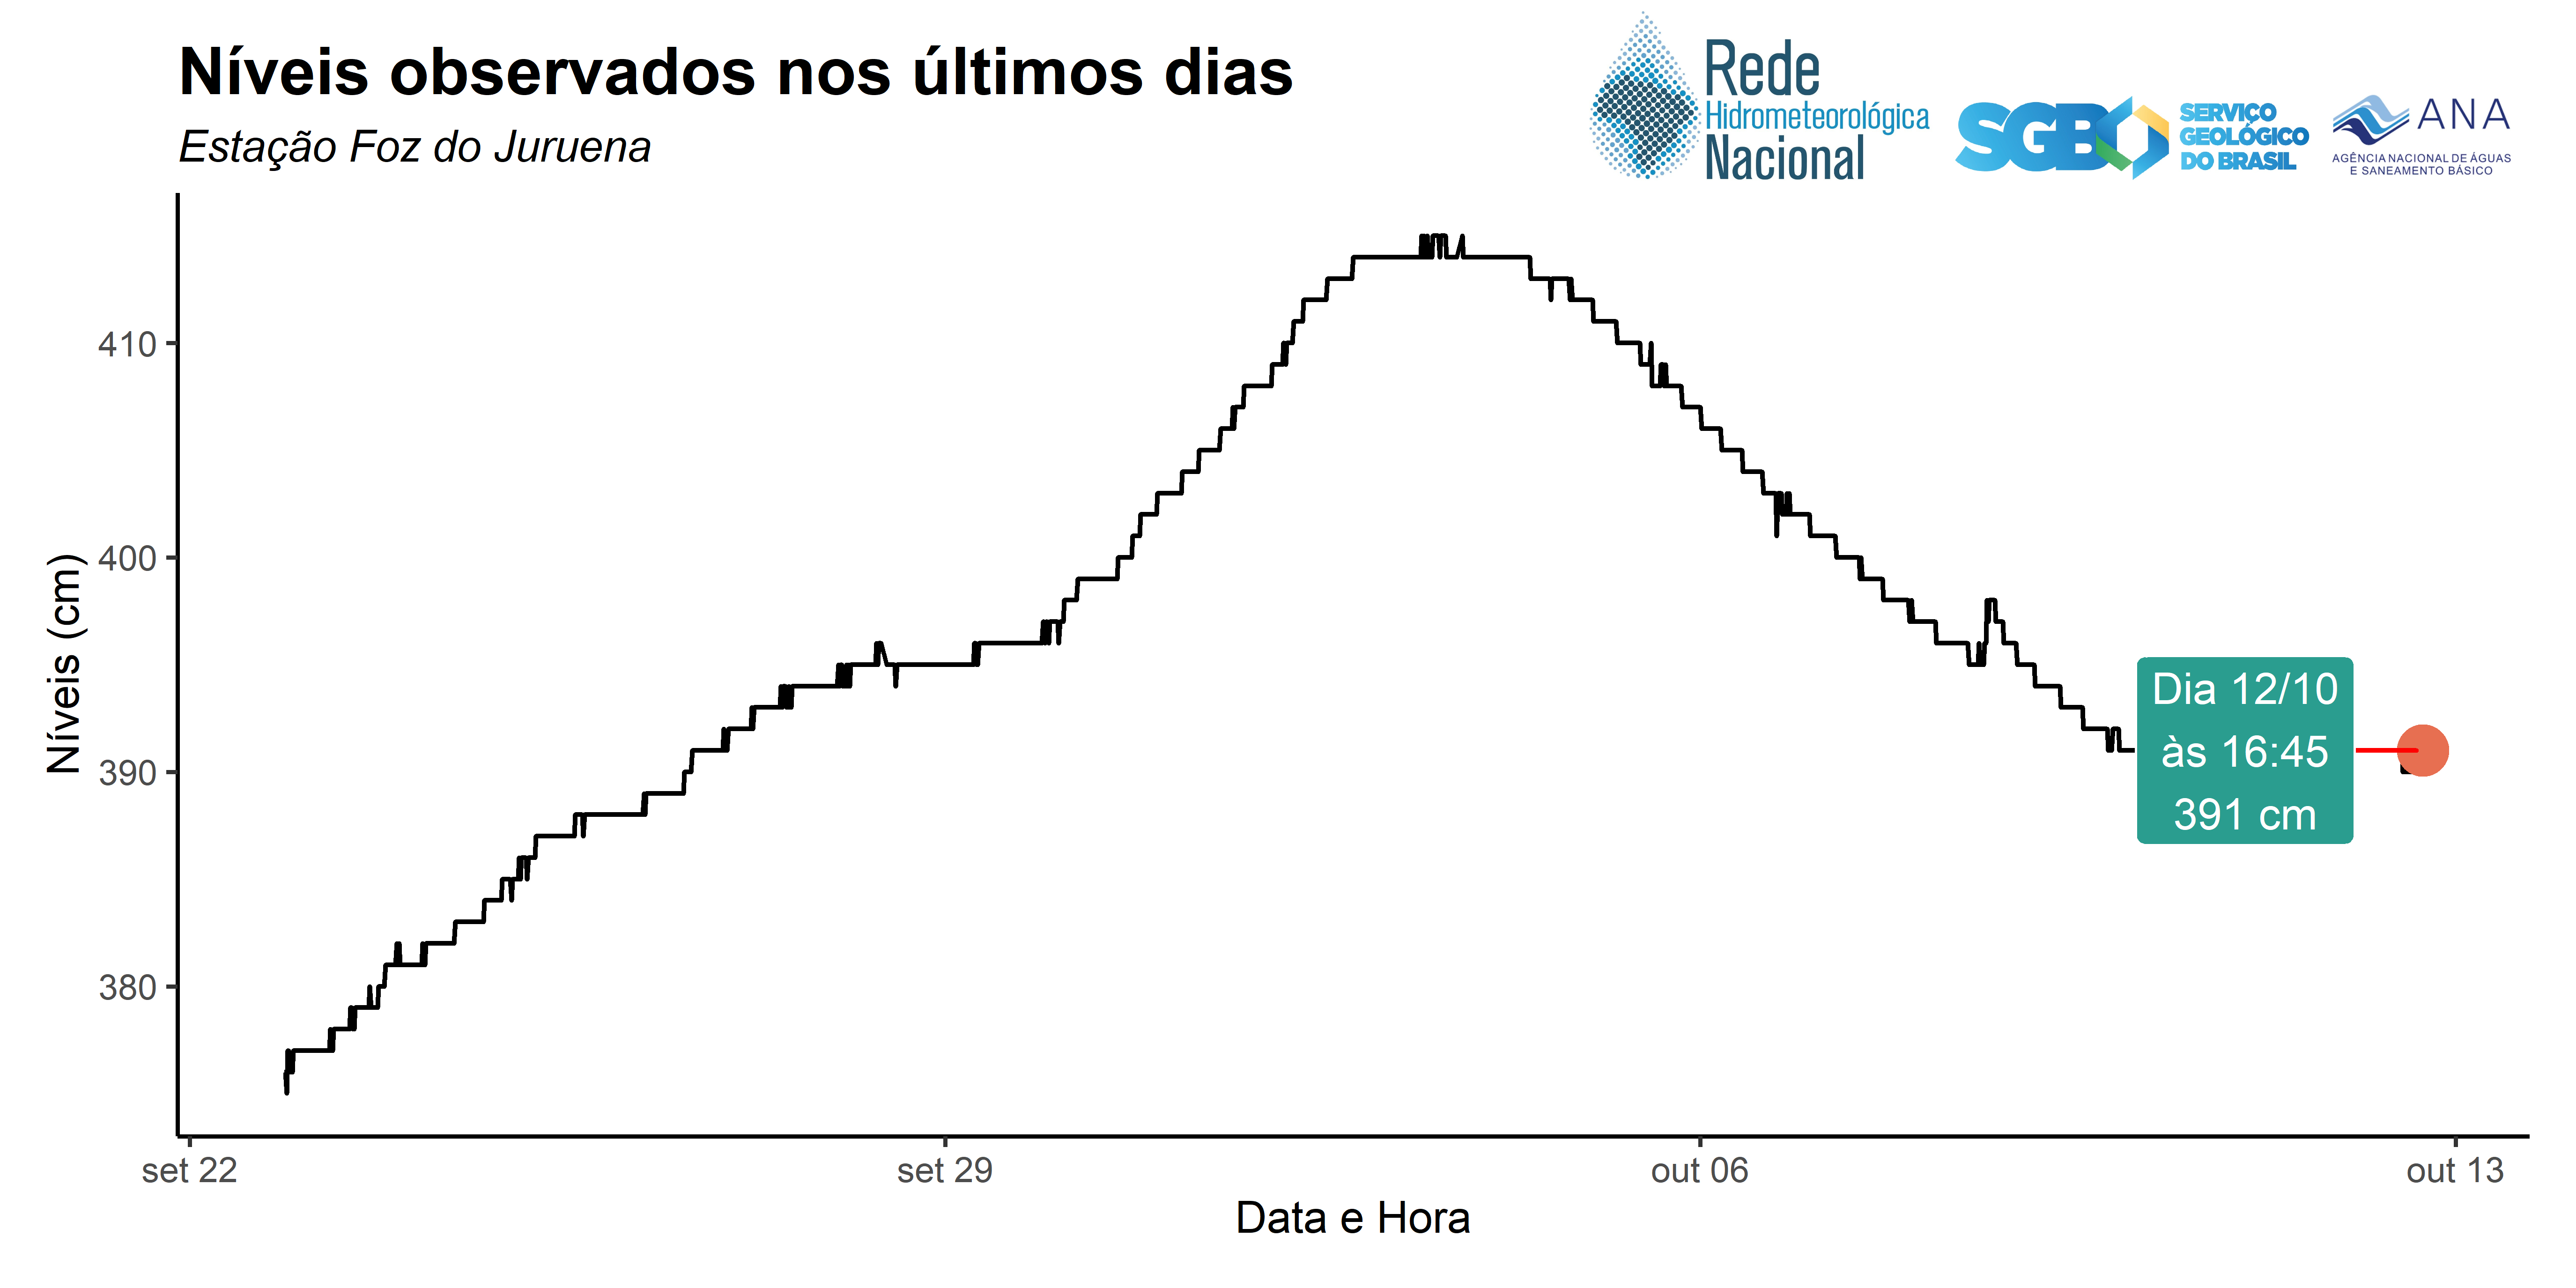 Níveis observados nos últimos dias
Estação Foz do Juruena
Rede
Hidrometeorológica
Nacional
SGB
SERVIÇO
GEOLÓGICO
DO BRASIL
ANA
AGÊNCIA NACIONAL DE ÁGUAS
E SANEAMENTO BÁSICO
Níveis (cm)
410
400
390
380
Dia 12/10
às 16:45
391 cm
set 22
set 29
out 06
out 13
Data e Hora